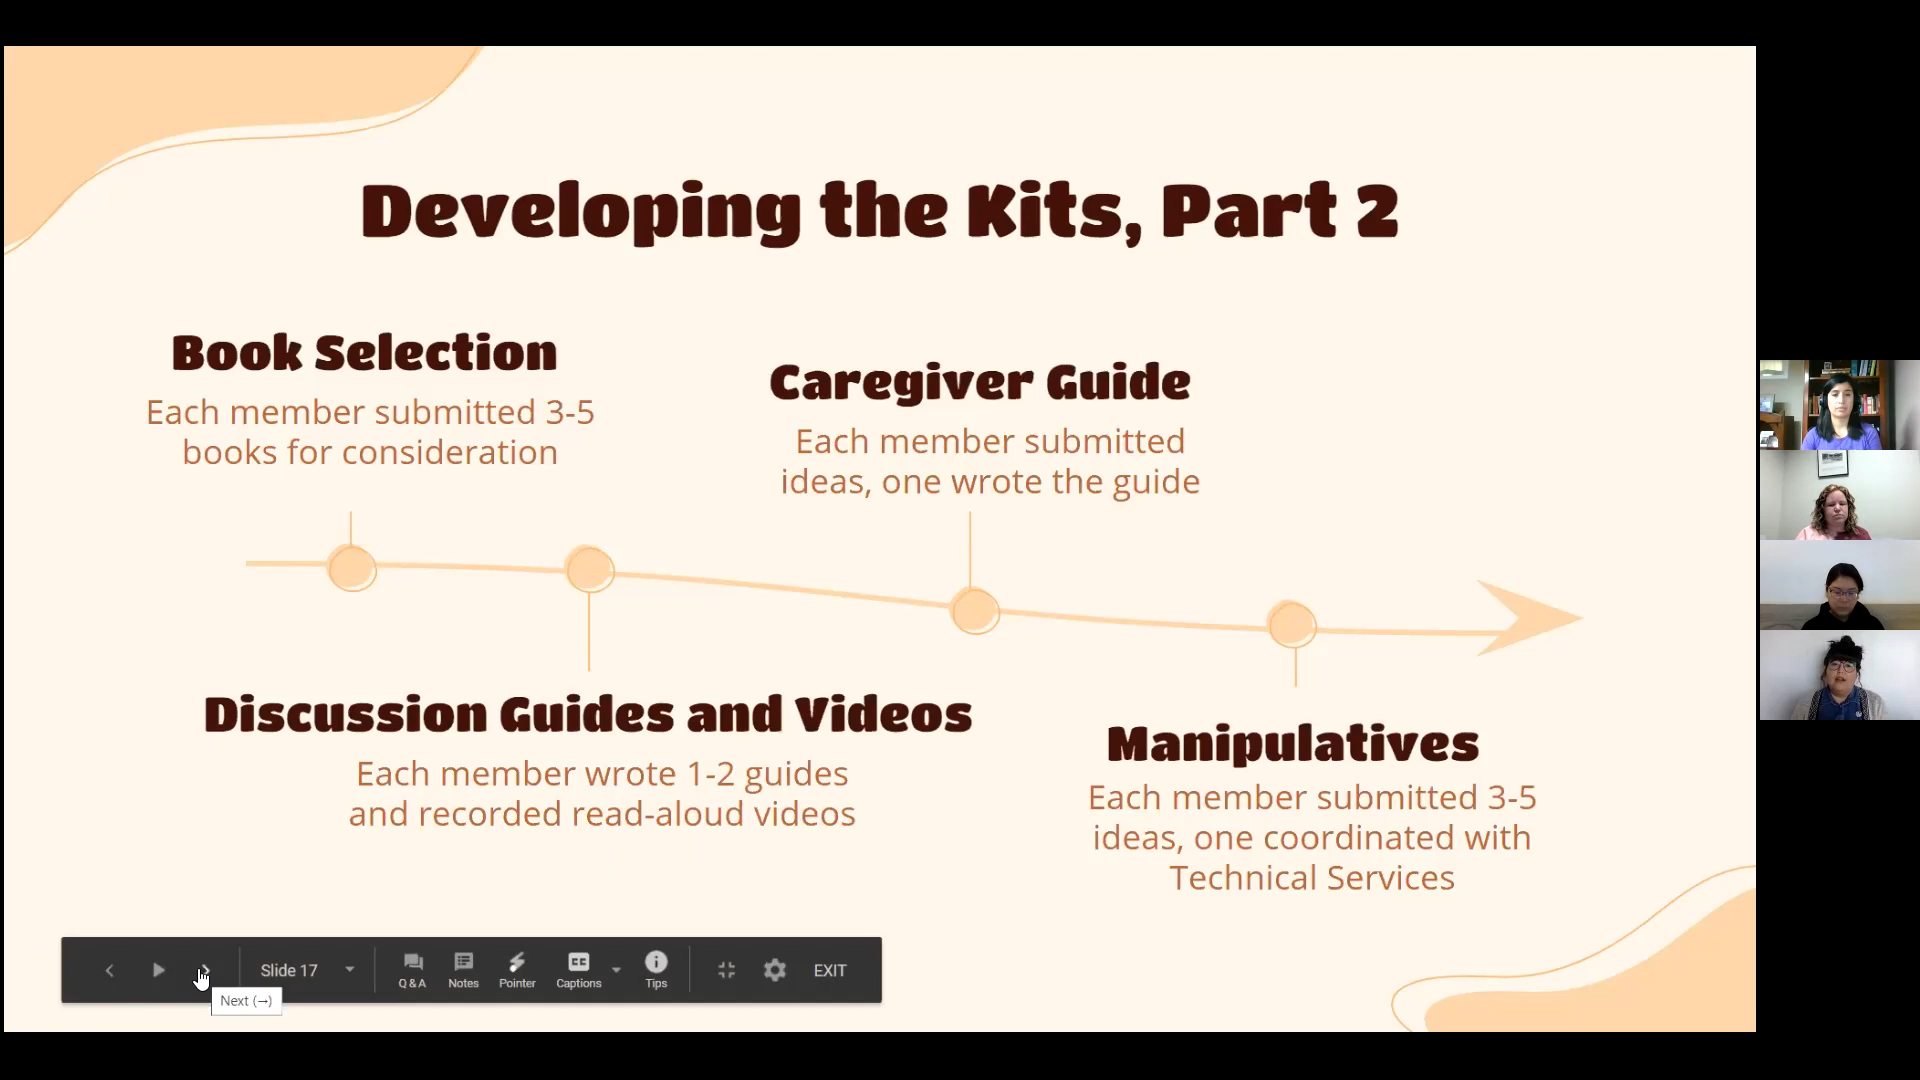 Developing the Kits, Part 2
Book Selection
Each member submitted 3-5
books for consideration
Caregiver Guide
Each member submitted
ideas, one wrote the guide
Discussion Guides and Videos
Each member wrote 1-2 guides
and recorded read-aloud videos
Manipulatives
Each member submitted 3-5
ideas, one coordinated with
Technical Services
Slide 17
Q & A
Notes
Pointer
CC
Captions
Tips
EXIT
Next (→)